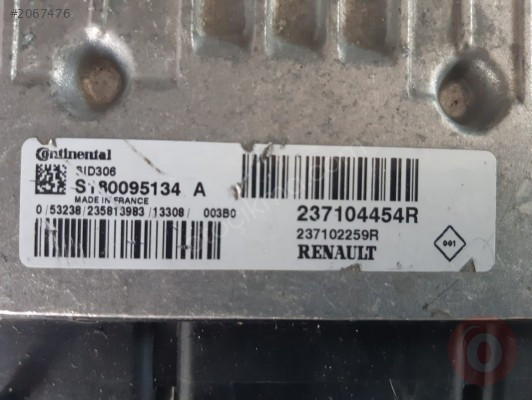 #2067476
Continental
SID306
S180095134 A
MADE IN FRANCE
0 /53238/235813983/13308/ 003B0
237104454R
237102259R
RENAULT
001